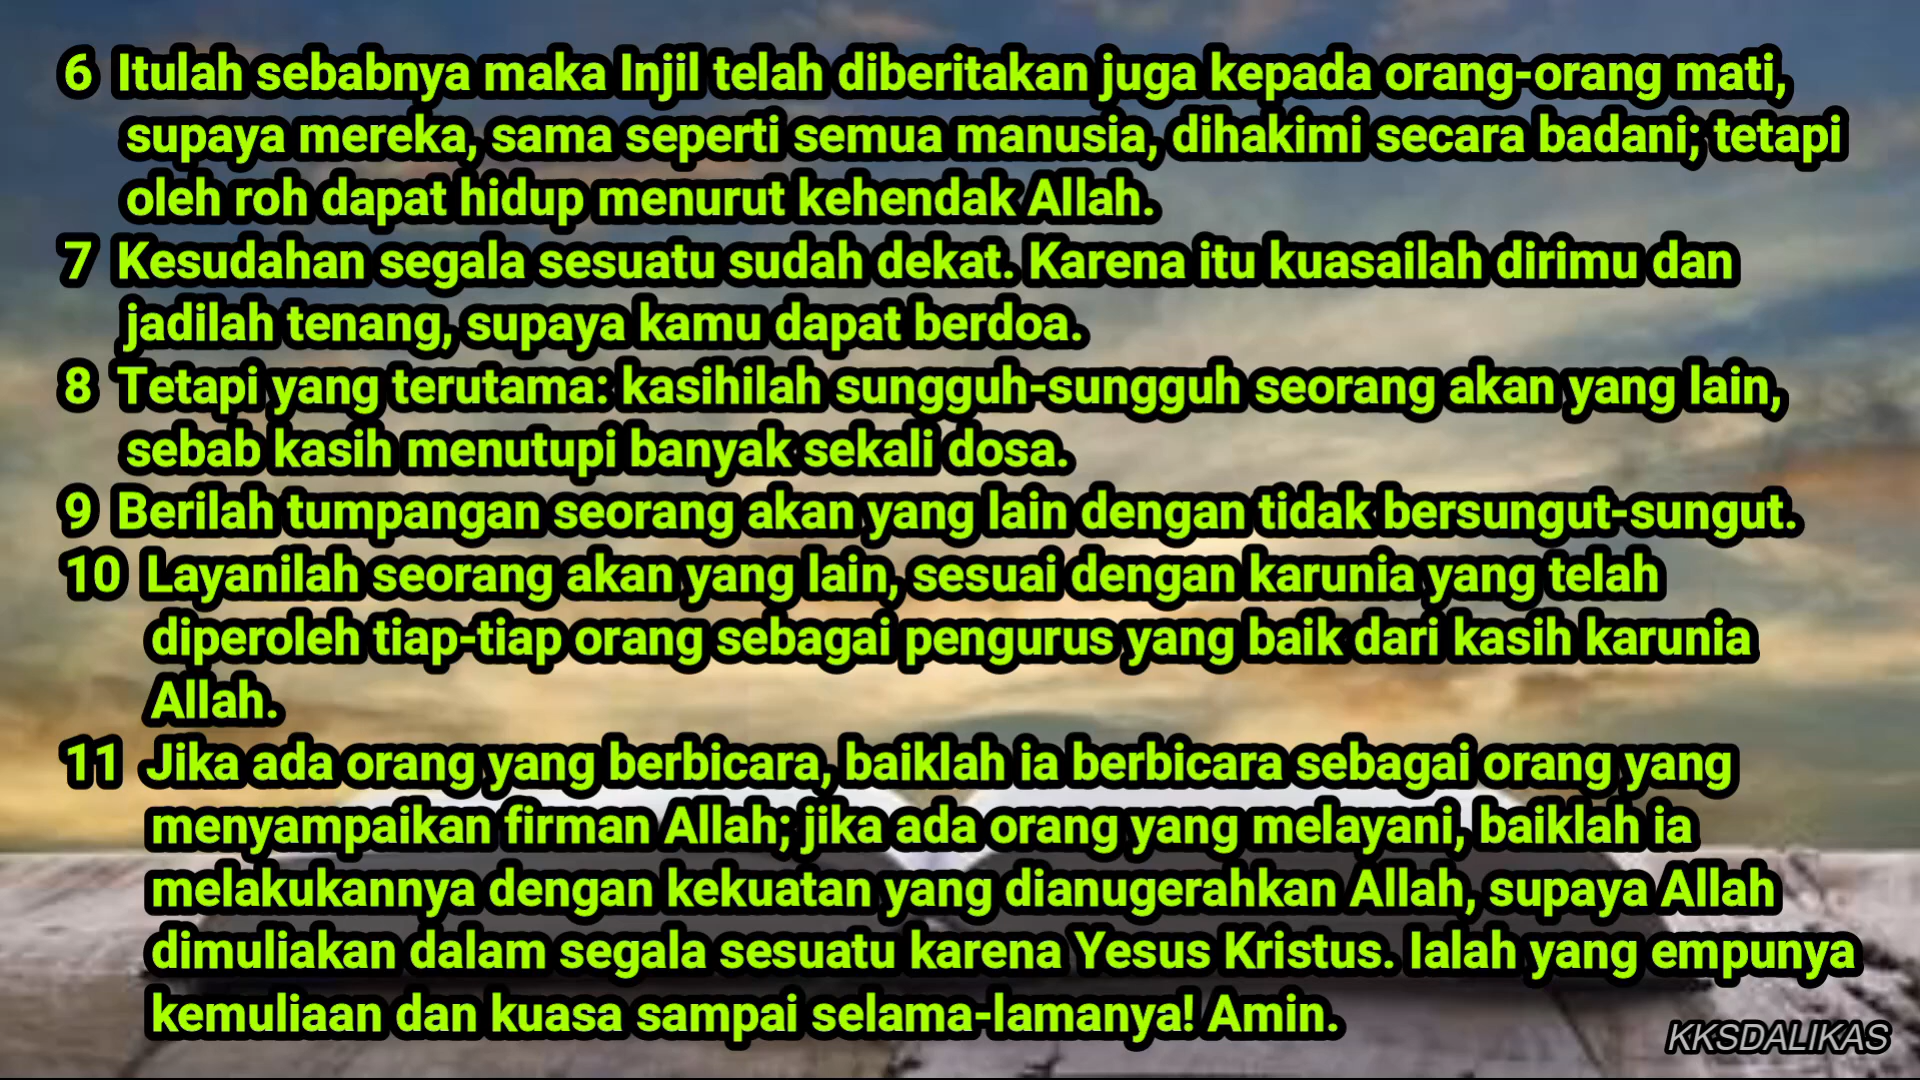 6 Itulah sebabnya maka Injil telah diberitakan juga kepada orang-orang mati,
supaya mereka, sama seperti semua manusia, dihakimi secara badani; tetapi
oleh roh dapat hidup menurut kehendak Allah.
7 Kesudahan segala sesuatu sudah dekat. Karena itu kuasailah dirimu dan
jadilah tenang, supaya kamu dapat berdoa.
8 Tetapi yang terutama: kasihilah sungguh-sungguh seorang akan yang lain,
sebab kasih menutupi banyak sekali dosa.
9 Berilah tumpangan seorang akan yang lain dengan tidak bersungut-sungut.
10 Layanilah seorang akan yang lain, sesuai dengan karunia yang telah
diperoleh tiap-tiap orang sebagai pengurus yang baik dari kasih karunia
Allah.
11 Jika ada orang yang berbicara, baiklah ia berbicara sebagai orang yang
menyampaikan firman Allah; jika ada orang yang melayani, baiklah ia
melakukannya dengan kekuatan yang dianugerahkan Allah, supaya Allah
dimuliakan dalam segala sesuatu karena Yesus Kristus. Ialah yang empunya
kemuliaan dan kuasa sampai selama-lamanya! Amin.
KKSDALIKAS